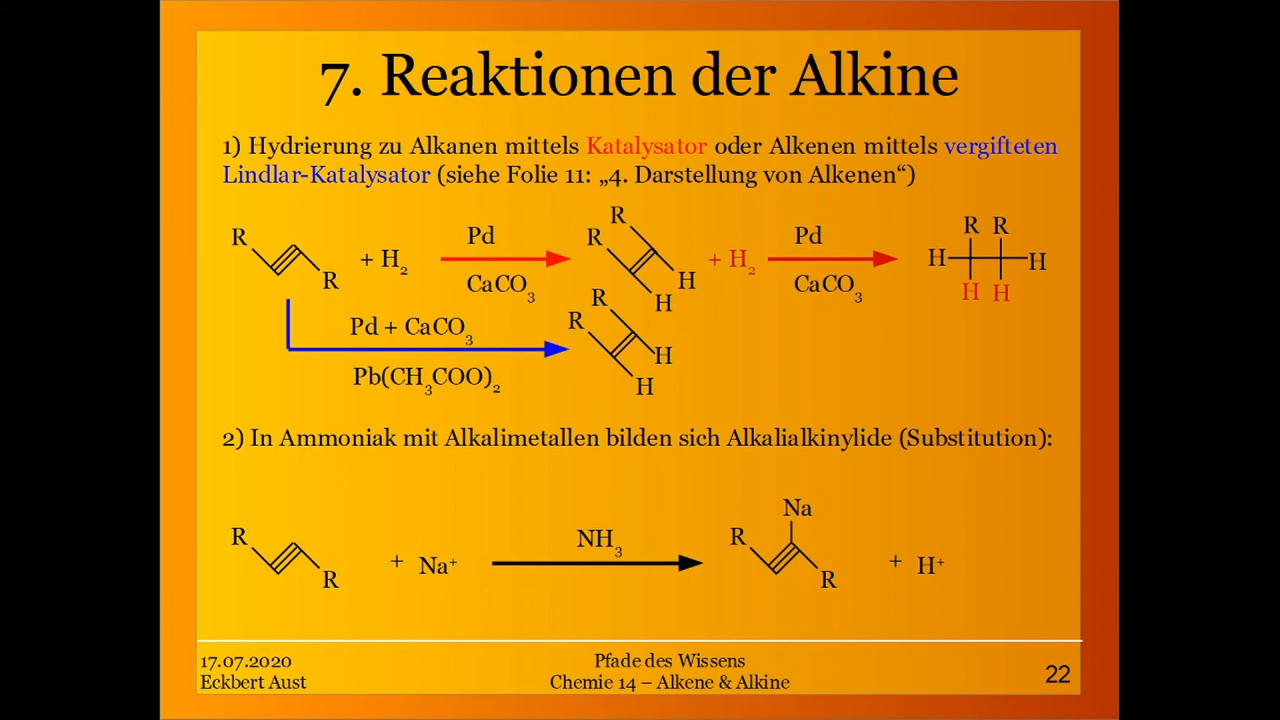 7. Reaktionen der Alkine
1) Hydrierung zu Alkanen mittels Katalysator oder Alkenen mittels vergifteten
Lindlar-Katalysator (siehe Folie 11: „4. Darstellung von Alkenen“)
R
R
+ H₂
Pd
CaCO₃
R
R
H
H
+ H₂
Pd
CaCO₃
R R
H
H
H H
Pd + CaCO₃
Pb(CH₃COO)₂
R
R
H
H
2) In Ammoniak mit Alkalimetallen bilden sich Alkalialkinylide (Substitution):
R
R
+ Na⁺
NH₃
Na
R
R
+ H⁺
17.07.2020
Eckbert Aust
Pfade des Wissens
Chemie 14 – Alkene & Alkine
22